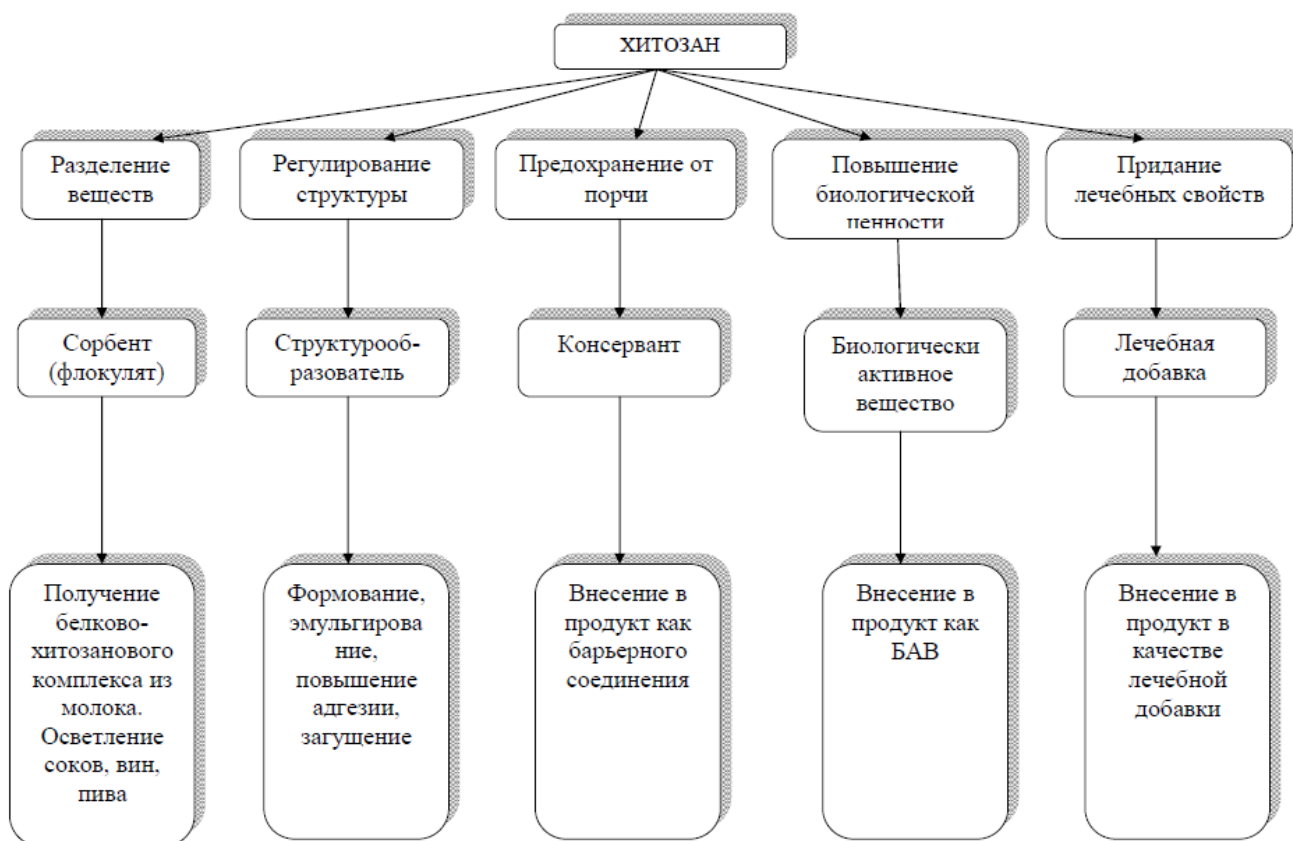 ХИТОЗАН
Разделение
веществ
Регулирование
структуры
Предохранение от
порчи
Повышение
биологической
ценности
Придание
лечебных свойств
Сорбент
(флокулят)
Структурооб-
разователь
Консервант
Биологически
активное
вещество
Лечебная
добавка
Получение
белково-
хитозанового
комплекса из
молока.
Осветление
соков, вин,
пива
Формование,
эмульгирова
ние,
повышение
адгезии,
загущение
Внесение в
продукт как
барьерного
соединения
Внесение в
продукт как
БАВ
Внесение в
продукт в
качестве
лечебной
добавки